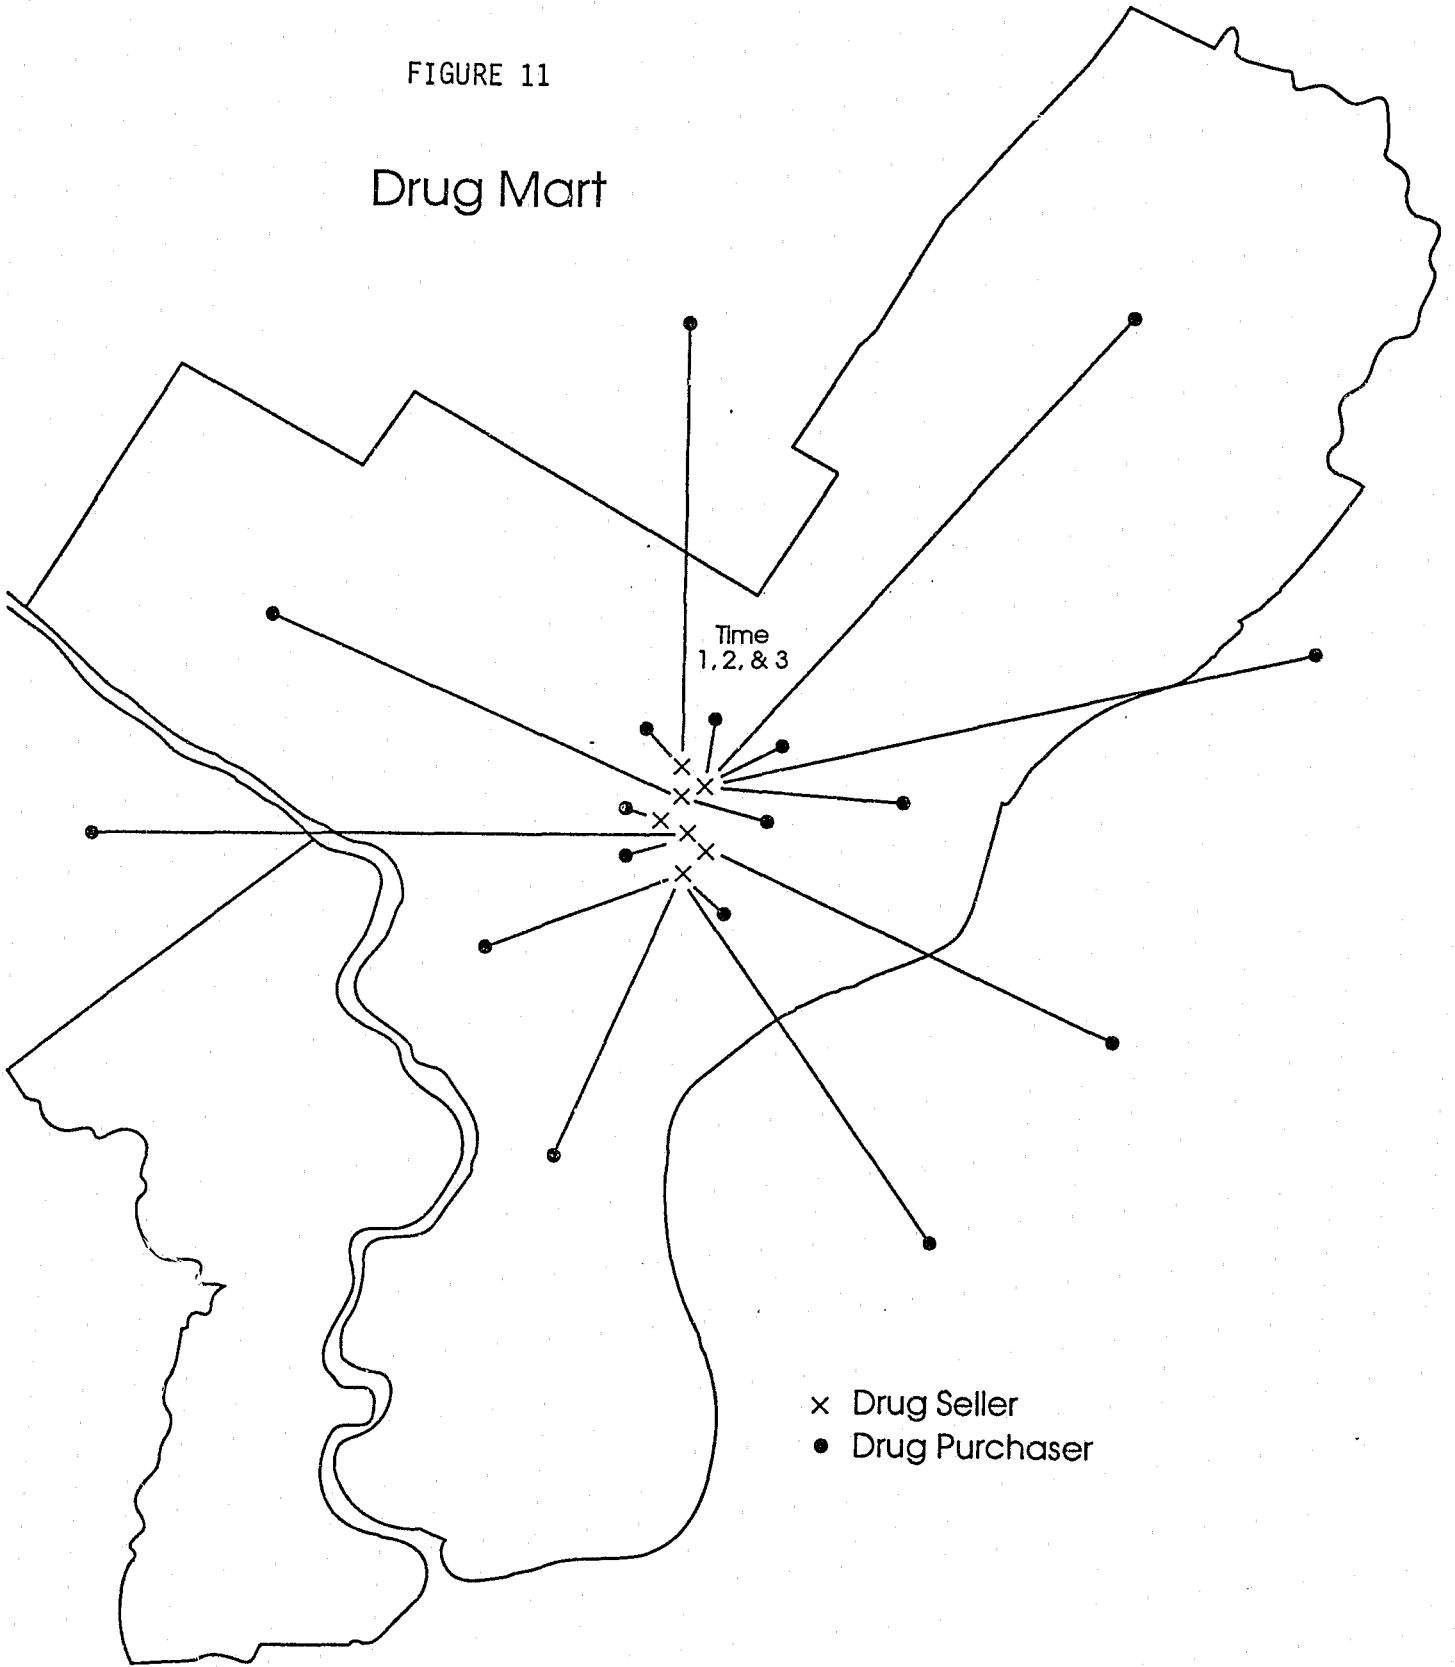 FIGURE 11
Drug Mart
Time
1, 2, & 3
Drug Seller
Drug Purchaser